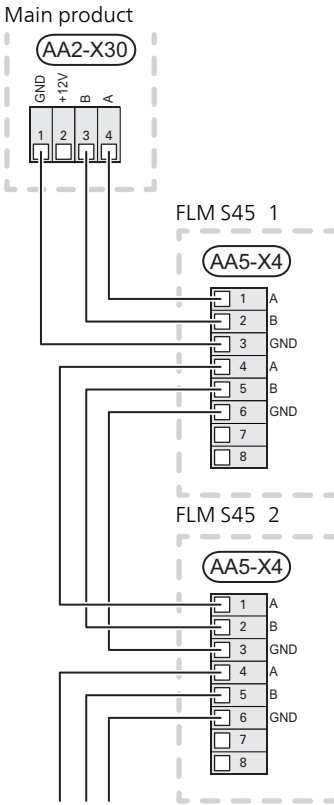 Main product
AA2-X30
GND
+12V
B
A
1 2 3 4
FLM S45 1
AA5-X4
1 A
2 B
3 GND
4 A
5 B
6 GND
7
8
FLM S45 2
AA5-X4
1 A
2 B
3 GND
4 A
5 B
6 GND
7
8